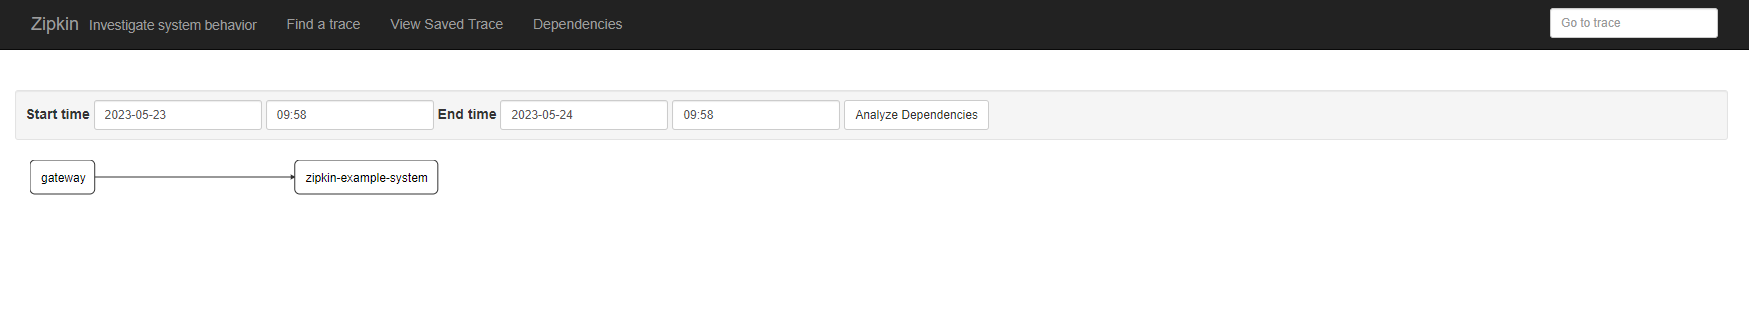 Zipkin Investigate system behavior Find a trace View Saved Trace Dependencies Go to trace
Start time 2023-05-23 09:58 End time 2023-05-24 09:58 Analyze Dependencies
gateway zipkin-example-system